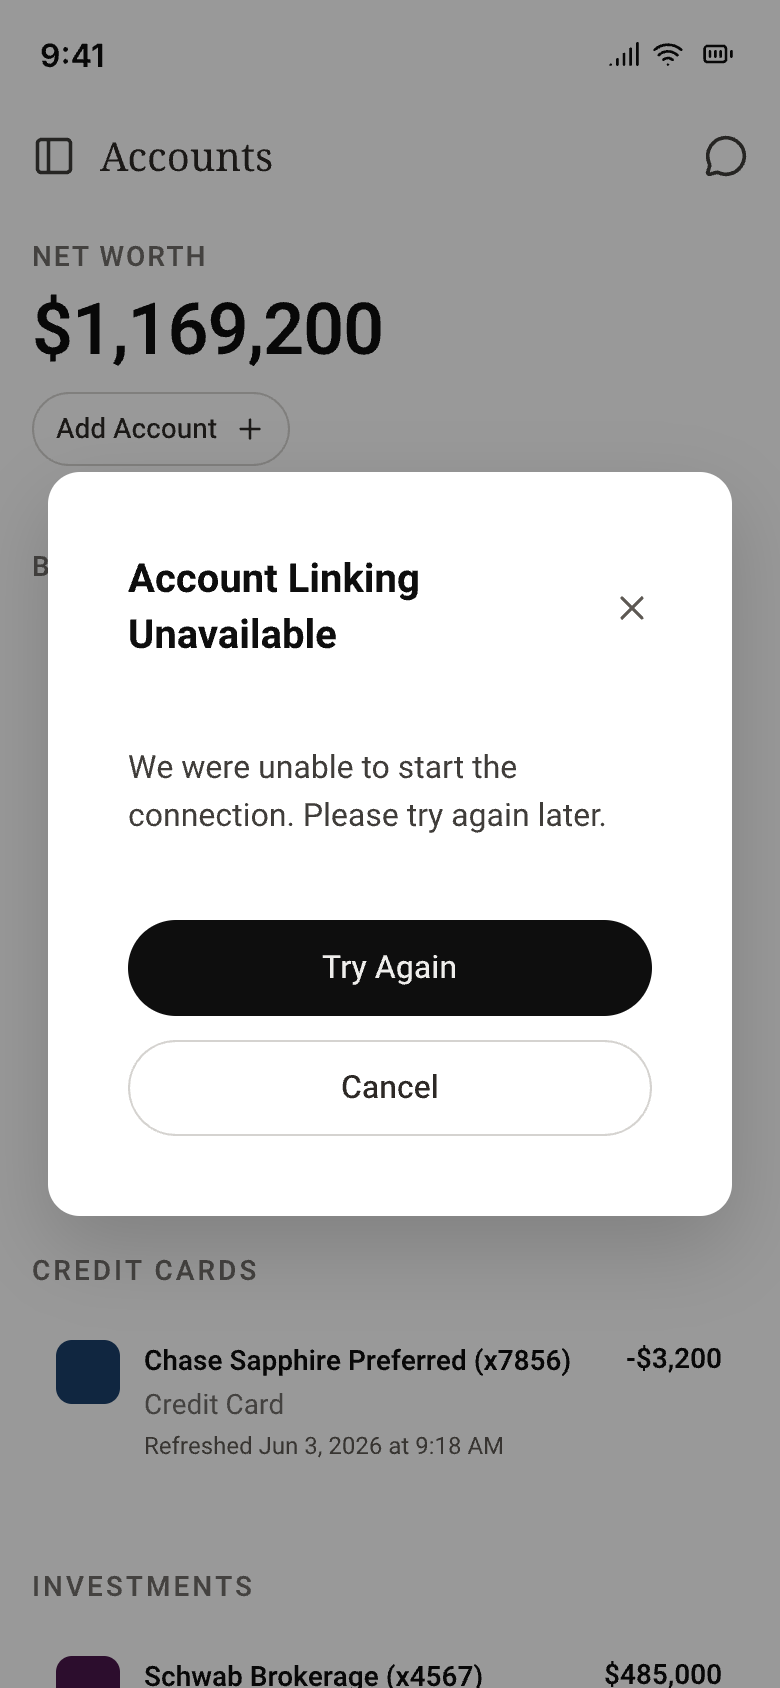 9:41
Accounts
NET WORTH
$1,169,200
Add Account +
B
Account Linking
Unavailable
We were unable to start the
connection. Please try again later.
Try Again
Cancel
CREDIT CARDS
Chase Sapphire Preferred (x7856) -$3,200
Credit Card
Refreshed Jun 3, 2026 at 9:18 AM
INVESTMENTS
Schwab Brokerage (x4567) $485,000